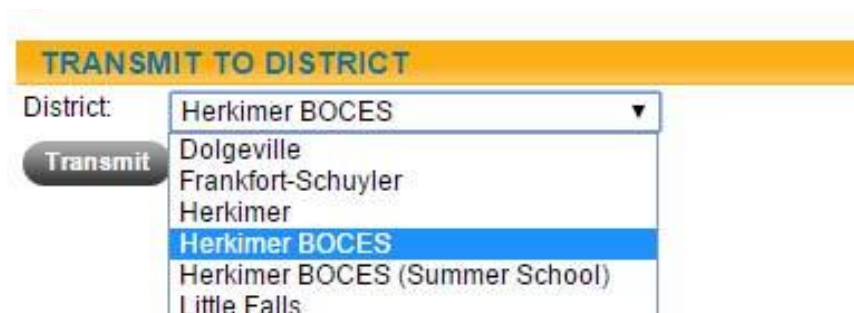 TRANSMIT TO DISTRICT
District: Herkimer BOCES
Transmit
Dolgeville
Frankfort-Schuyler
Herkimer
Herkimer BOCES
Herkimer BOCES (Summer School)
Little Falls